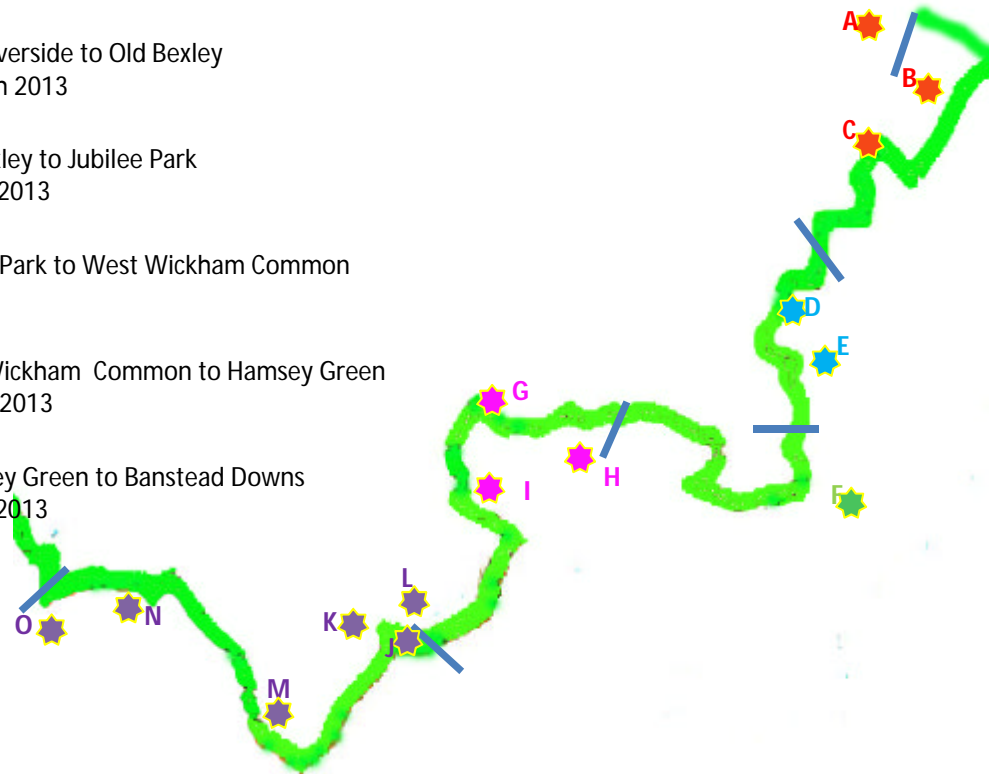 verside to Old Bexley
n 2013
ley to Jubilee Park
2013
Park to West Wickham Common
Wickham Common to Hamsey Green
2013
ey Green to Banstead Downs
2013
A
B
C
D
E
F
G
H
I
J
K
L
M
N
O